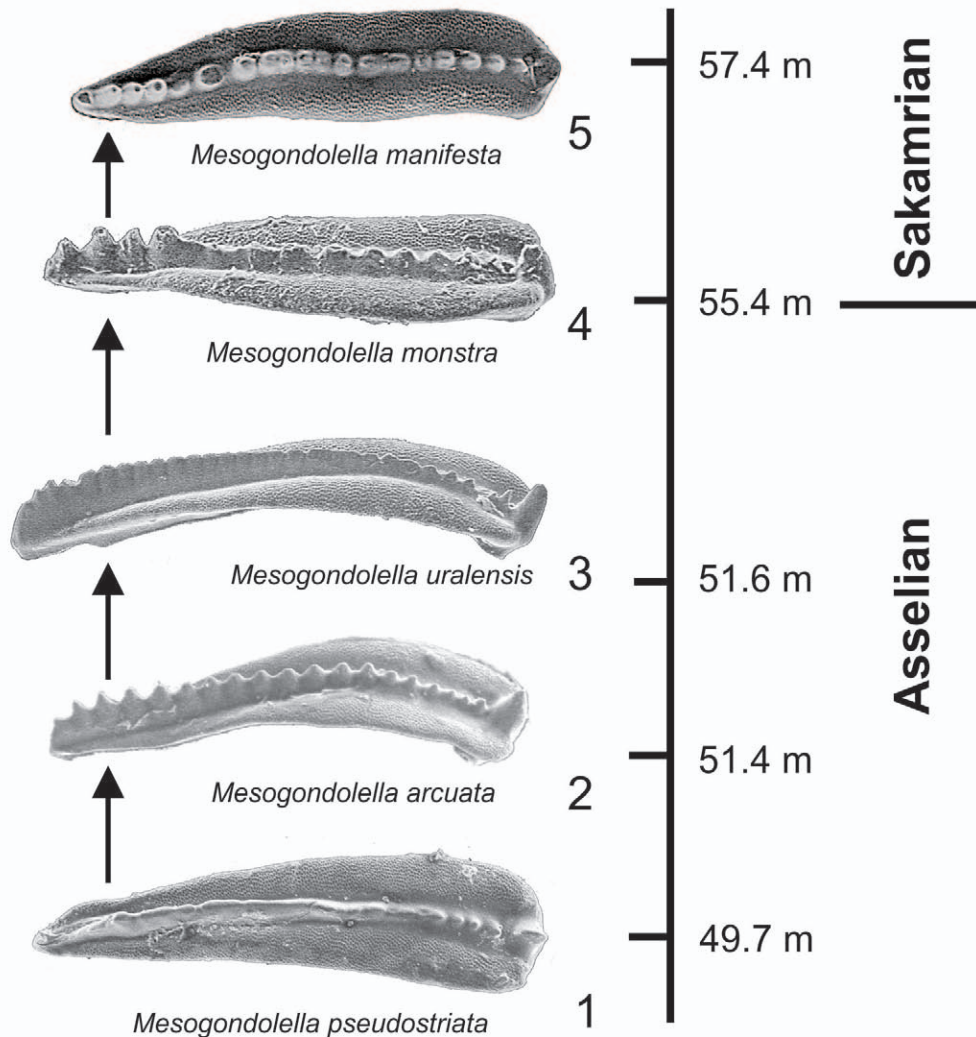 57.4 m
5
Mesogondolella manifesta
Sakamrian
55.4 m
4
Mesogondolella monstra
3
Mesogondolella uralensis
51.6 m
Asselian
51.4 m
2
Mesogondolella arcuata
49.7 m
1
Mesogondolella pseudostriata